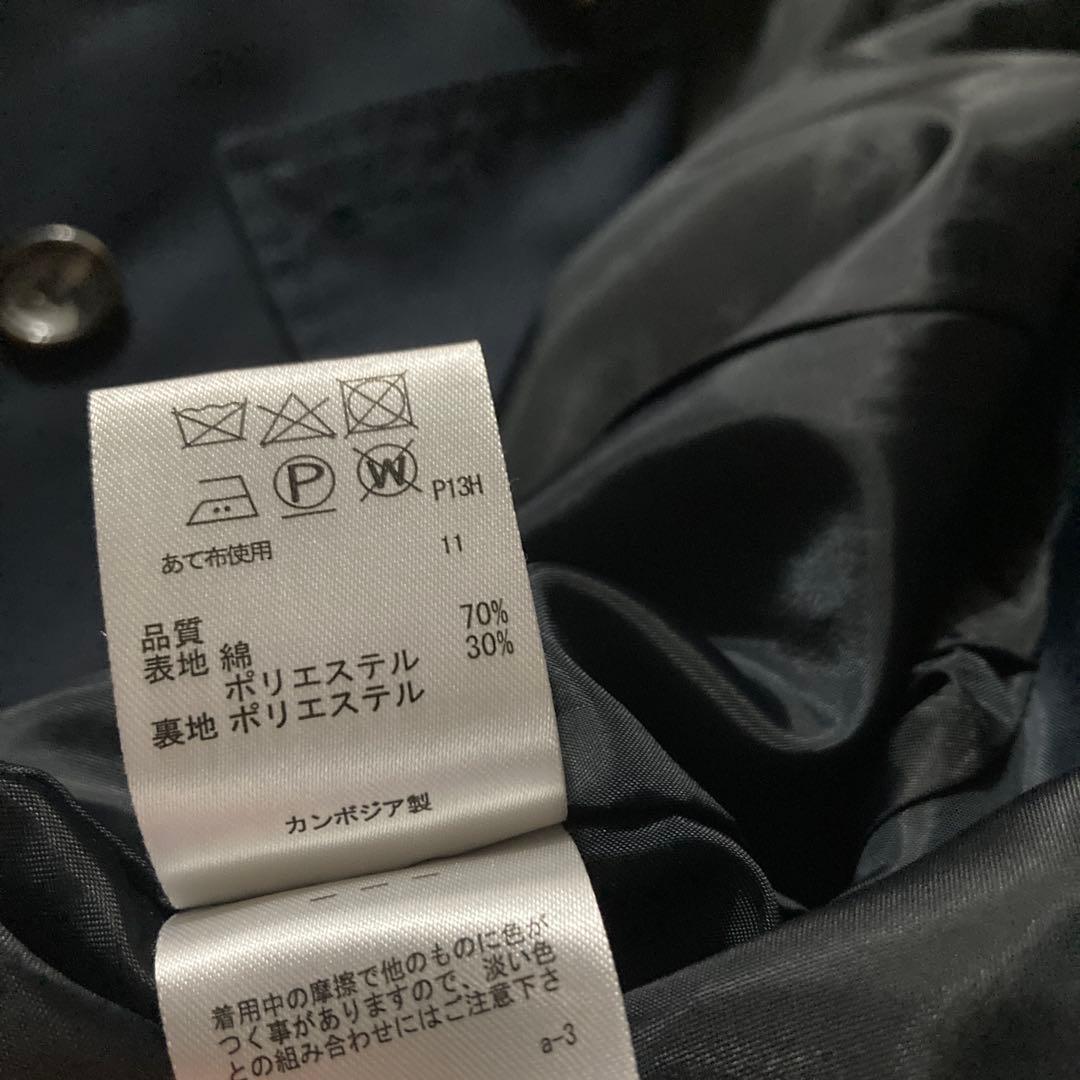 P
W
P13H
あて布使用 11
品質
表地 綿 70%
ポリエステル 30%
裏地 ポリエステル
カンボジア製
着用中の摩擦で他のものに色が
つく事がありますので、淡い色
との組み合わせにはご注意下さ
い。
a-3